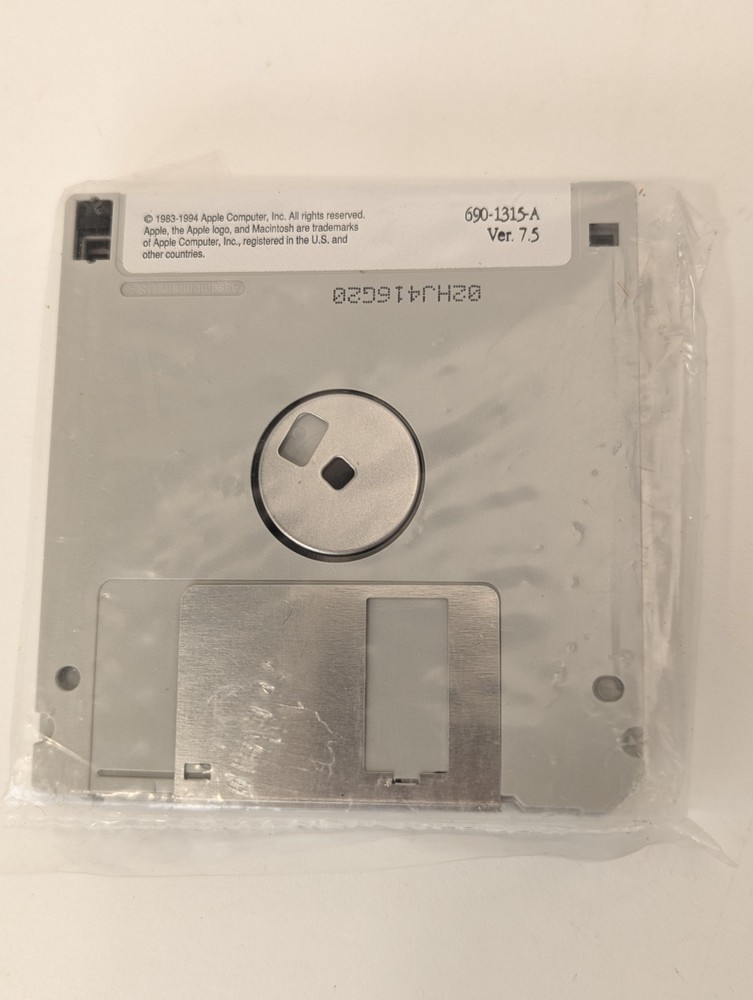 © 1983-1994 Apple Computer, Inc. All rights reserved.
Apple, the Apple logo, and Macintosh are trademarks
of Apple Computer, Inc., registered in the U.S. and
other countries.
690-1315-A
Ver. 7.5
02HJ416G20